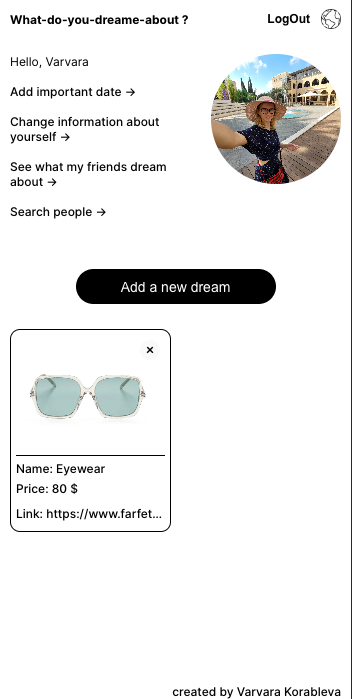 What-do-you-dreame-about ?
LogOut
Hello, Varvara
Add important date →
Change information about
yourself →
See what my friends dream
about →
Search people →
Add a new dream
×
Name: Eyewear
Price: 80 $
Link: https://www.farfet...
created by Varvara Korableva